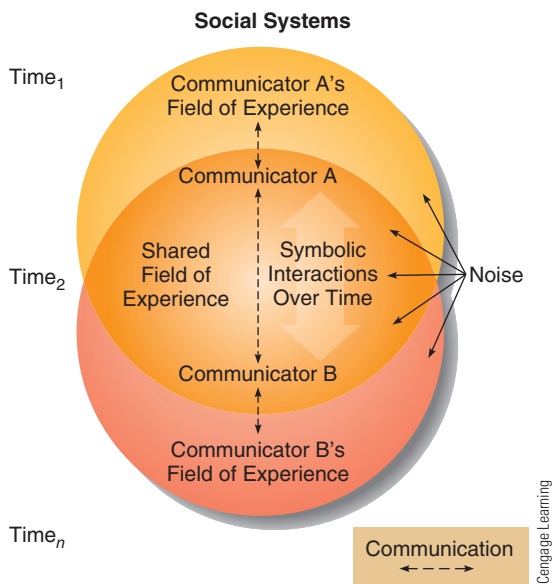 Social Systems
Time₁
Communicator A's
Field of Experience
Communicator A
Shared
Field of
Experience
Symbolic
Interactions
Over Time
Time₂
Noise
Communicator B
Communicator B's
Field of Experience
Timeₙ
Communication
Cengage Learning